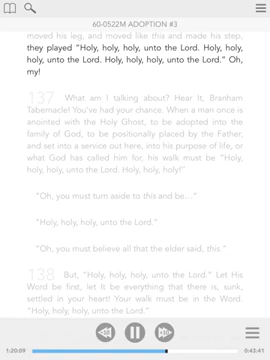 60-0522M ADOPTION #3
moved his leg, and moved like this and made his step,
they played "Holy, holy, holy, unto the Lord. Holy, holy,
holy, unto the Lord. Holy, holy, holy, unto the Lord." Oh,
my!
137 What am I talking about? Hear It, Branham
Tabernacle! You've had your chance. When a man once is
anointed with the Holy Ghost, to be adopted into the
family of God, to be positionally placed by the Father,
and set into a service out here, into his purpose of life, or
what God has called him for, his walk must be "Holy,
holy, holy, unto the Lord. Holy, holy, holy!"
"Oh, you must turn aside to this and be…"
"Holy, holy, holy, unto the Lord."
"Oh, you must believe all that the elder said, this."
138 But, "Holy, holy, holy, unto the Lord." Let His
Word be first, let It be everything that there is, sunk,
settled in your heart! Your walk must be in the Word.
"Holy, holy, holy, unto the Lord."
1:20:09
0:43:41